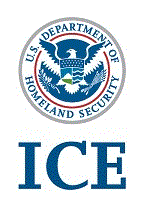 U.S. DEPARTMENT OF
HOMELAND SECURITY
ICE